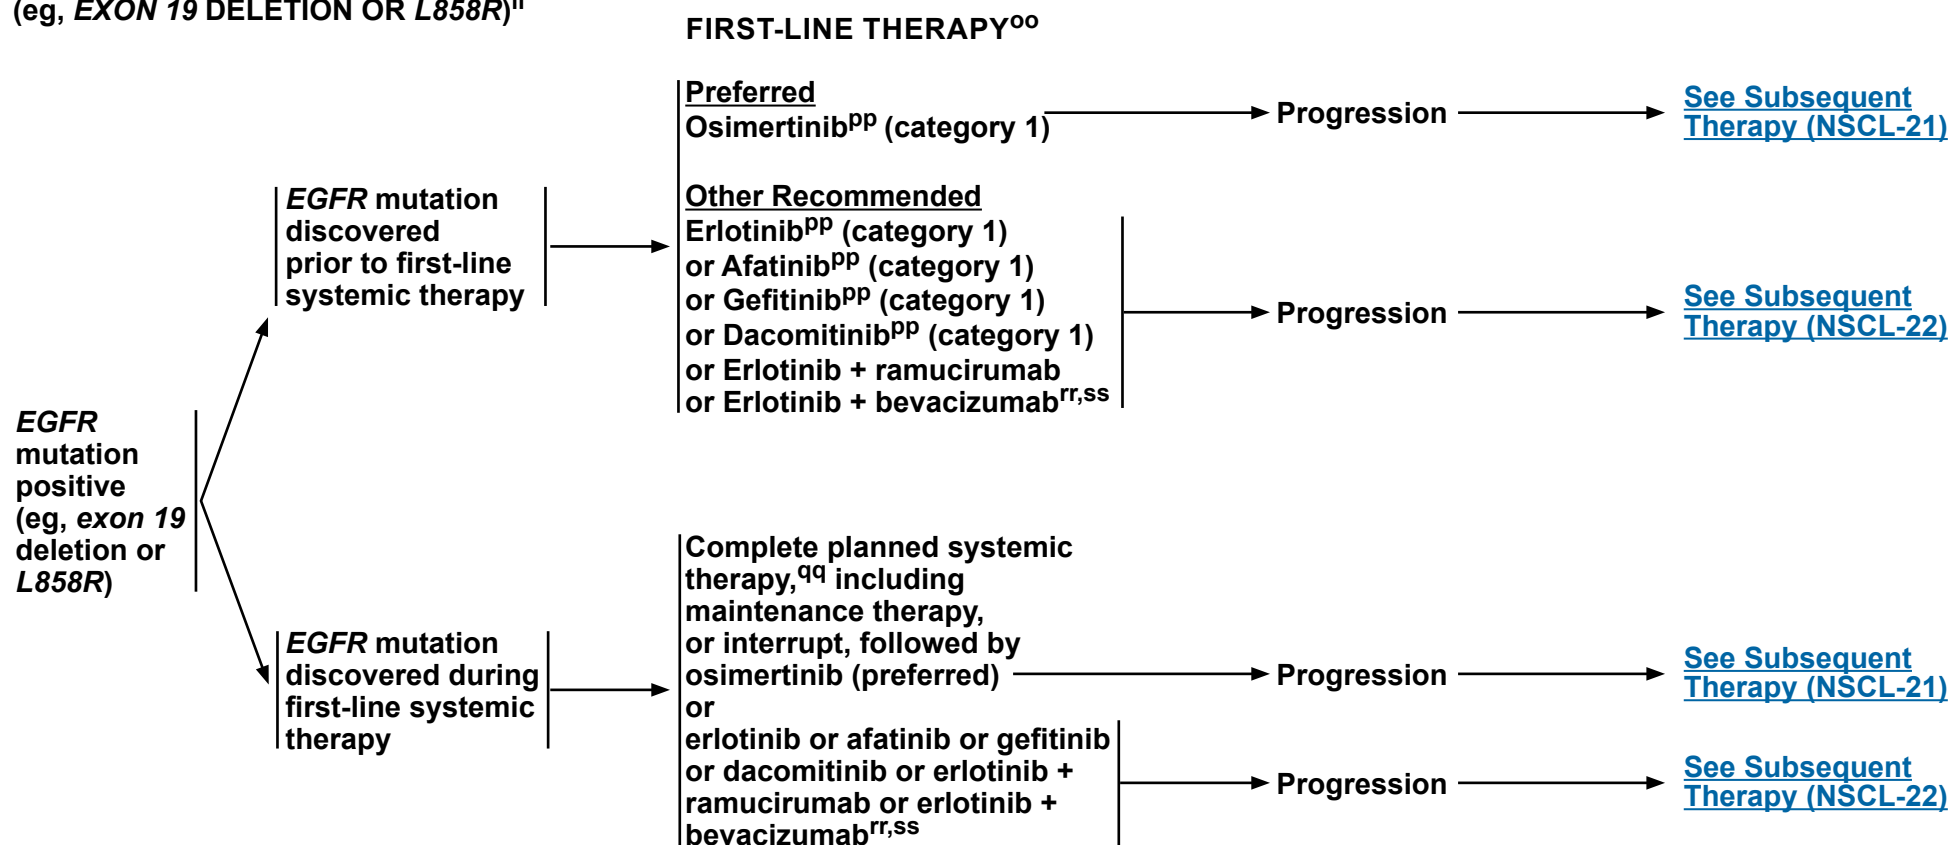 (eg, EXON 19 DELETION OR L858R)ll
FIRST-LINE THERAPYoo
EGFR
mutation
positive
(eg, exon 19
deletion or
L858R)
EGFR mutation
discovered
prior to first-line
systemic therapy
Preferred
Osimertinibpp (category 1)
Progression
See Subsequent
Therapy (NSCL-21)
Other Recommended
Erlotinibpp (category 1)
or Afatinibpp (category 1)
or Gefitinibpp (category 1)
or Dacomitinibpp (category 1)
or Erlotinib + ramucirumab
or Erlotinib + bevacizumabrr,ss
Progression
See Subsequent
Therapy (NSCL-22)
EGFR mutation
discovered during
first-line systemic
therapy
Complete planned systemic
therapy,qq including
maintenance therapy,
or interrupt, followed by
osimertinib (preferred)
or
erlotinib or afatinib or gefitinib
or dacomitinib or erlotinib +
ramucirumab or erlotinib +
bevacizumabrr,ss
Progression
See Subsequent
Therapy (NSCL-21)
Progression
See Subsequent
Therapy (NSCL-22)